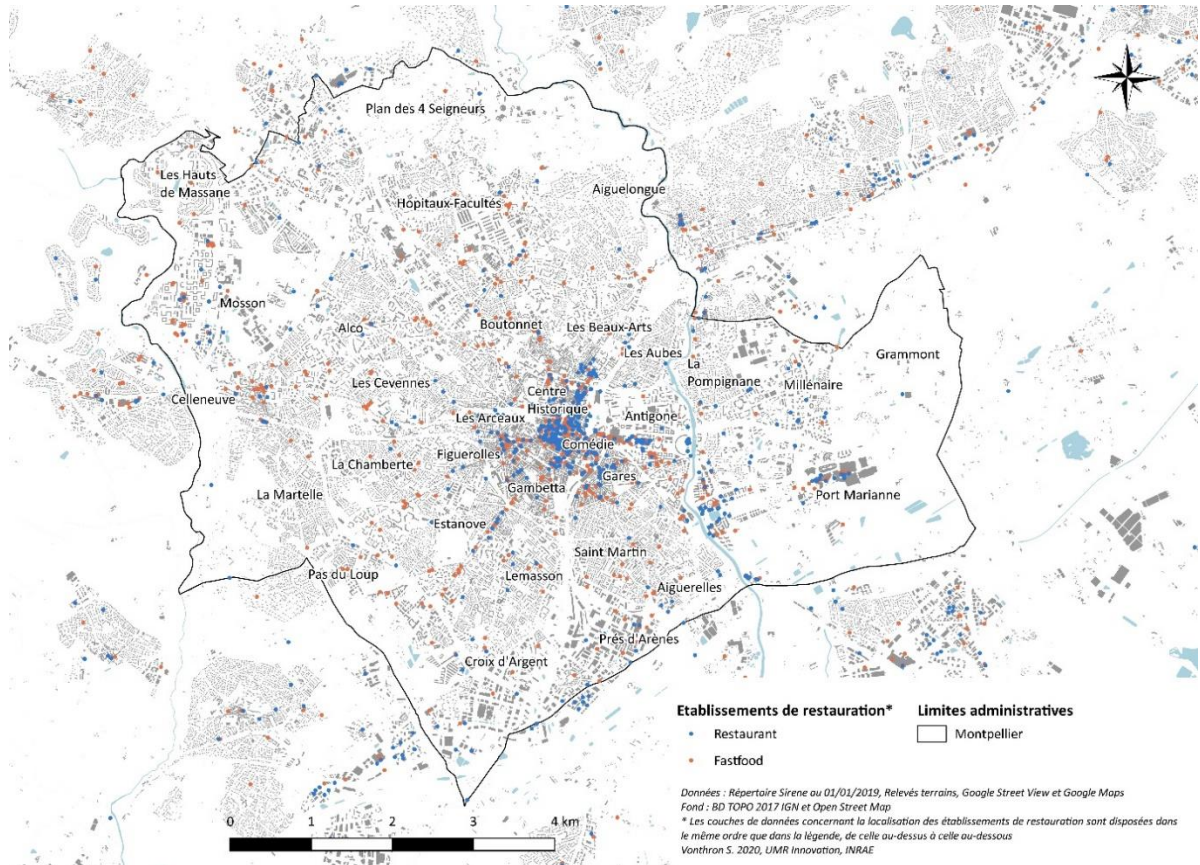 Plan des 4 Seigneurs
Les Hauts
de Massane
Aiguelongue
Hopitaux-Facultés
Mosson
Alco
Boutonnet
Les Beaux-Arts
Les Aubes
Grammont
La
Pompignane
Millénaire
Les Cevennes
Centre
Historique
Celleneuve
Les Arceaux
Antigone
Comédie
Figuerolles
La Chamberte
Gares
Gambetta
La Martelle
Port Marianne
Estanove
Saint Martin
Pas du Loup
Lemasson
Aiguerelles
Prés d'Arènes
Croix d'Argent
Etablissements de restauration*
Restaurant
Fastfood
Limites administratives
Montpellier
Données : Répertoire Sirene au 01/01/2019, Relevés terrains, Google Street View et Google Maps
Fond : BD TOPO 2017 IGN et Open Street Map
* Les couches de données concernant la localisation des établissements de restauration sont disposées dans
le même ordre que dans la légende, de celle au-dessus à celle au-dessous
Vonthron S. 2020, UMR Innovation, INRAE
0 1 2 3 4 km